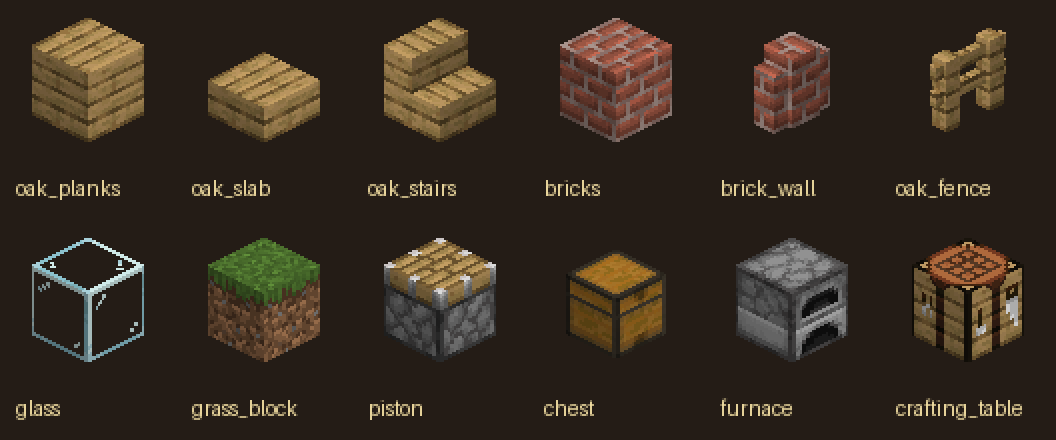 oak_planks oak_slab oak_stairs bricks brick_wall oak_fence
glass grass_block piston chest furnace crafting_table